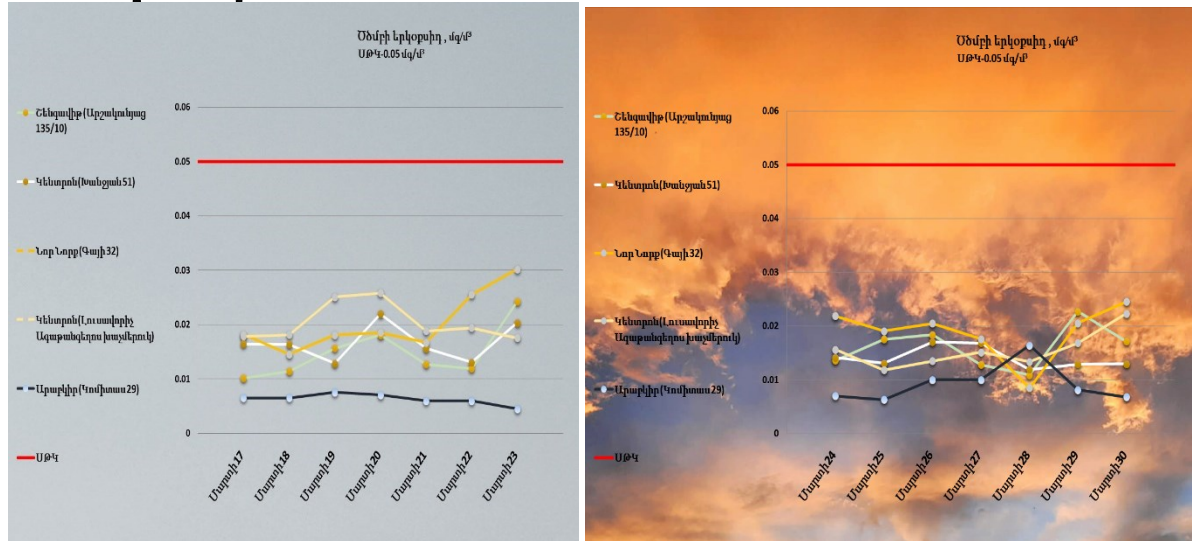 Ծծմբի երկօքսիդ , մգ/մ³
ՍԹԿ-0.05 մգ/մ³
Շենգավիթ (Արշակունյաց
135/10)
Կենտրոն(Խանջյան 51)
Նոր Նորք(Գայի 32)
Կենտրոն(Լուսավորիչ
Ագաթանգեղոս խաչմերուկ)
Արաբկիր (Կոմիտաս 29)
ՍԹԿ
0.06
0.05
0.04
0.03
0.02
0.01
0
Մարտի 17
Մարտի 18
Մարտի 19
Մարտի 20
Մարտի 21
Մարտի 22
Մարտի 23
Ծծմբի երկօքսիդ , մգ/մ³
ՍԹԿ-0.05 մգ/մ³
Շենգավիթ (Արշակունյաց
135/10)
Կենտրոն(Խանջյան 51)
Նոր Նորք (Գայի 32)
Կենտրոն(Լուսավորիչ
Ագաթանգեղոս խաչմերուկ)
Արաբկիր (Կոմիտաս 29)
ՍԹԿ
0.06
0.05
0.04
0.03
0.02
0.01
0
Մարտի 24
Մարտի 25
Մարտի 26
Մարտի 27
Մարտի 28
Մարտի 29
Մարտի 30